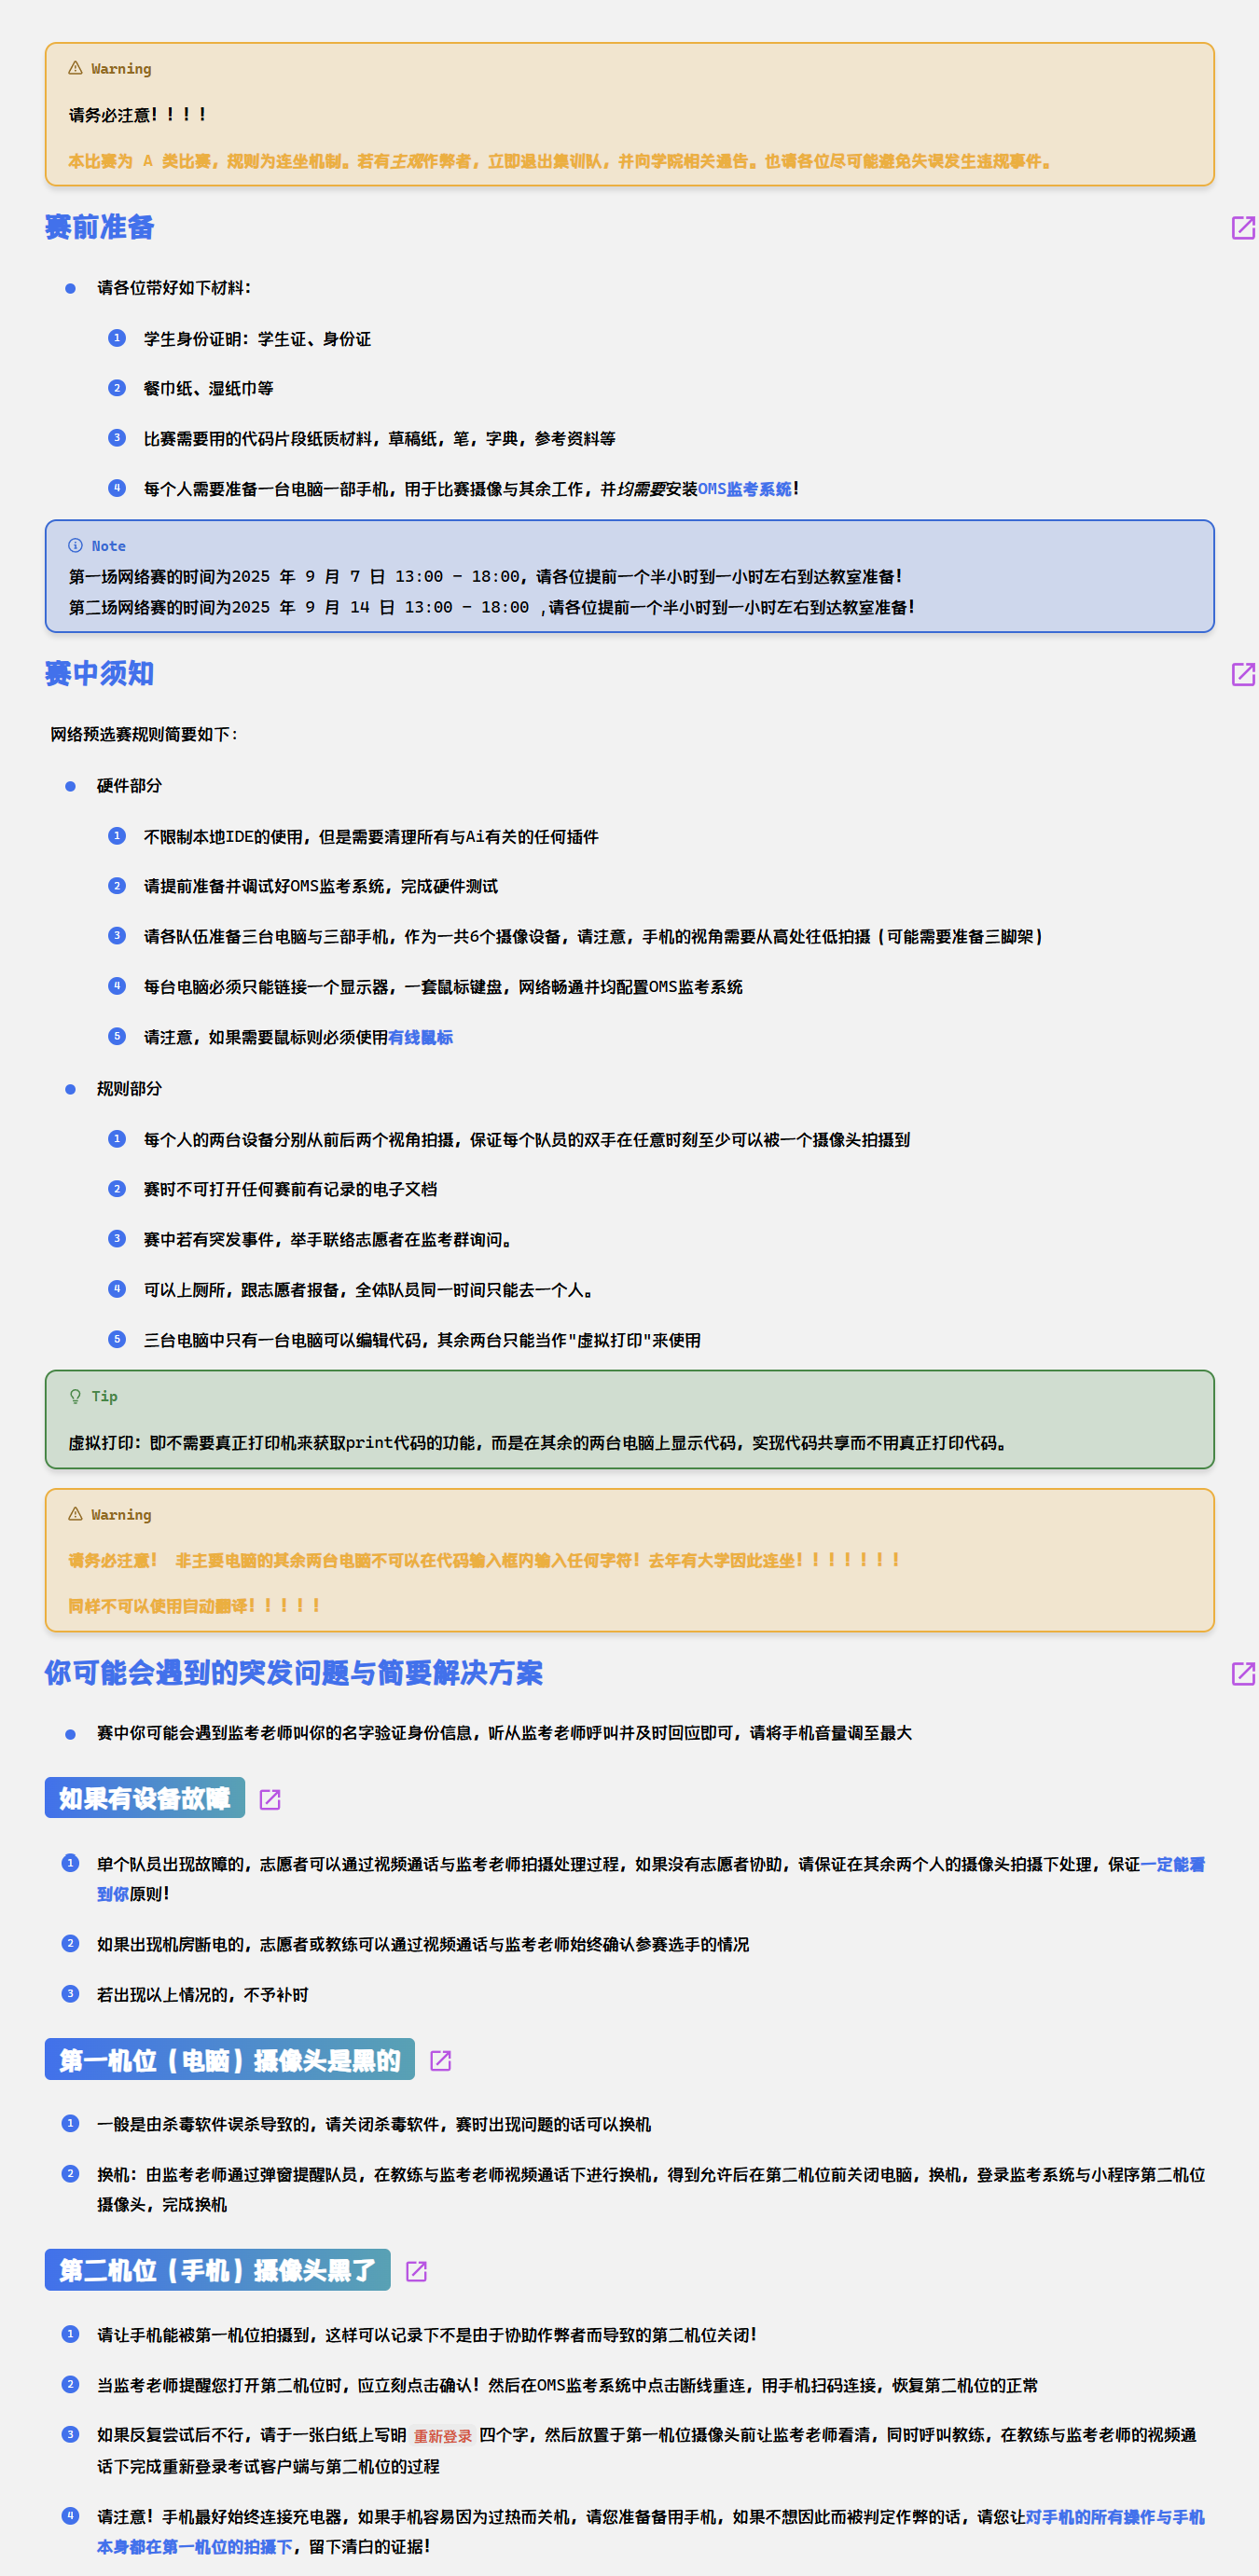 Warning
请务必注意！！！！
本比赛为 A 类比赛，规则为连坐机制。若有主观作弊者，立即退出集训队，并向学院相关通告。也请各位尽可能避免失误发生违规事件。
赛前准备
请各位带好如下材料：
1 学生身份证明：学生证、身份证
2 餐巾纸、湿纸巾等
3 比赛需要用的代码片段纸质材料，草稿纸，笔，字典，参考资料等
4 每个人需要准备一台电脑一部手机，用于比赛摄像与其余工作，并均需要安装OMS监考系统！
Note
第一场网络赛的时间为2025 年 9 月 7 日 13:00 - 18:00，请各位提前一个半小时到一小时左右到达教室准备！
第二场网络赛的时间为2025 年 9 月 14 日 13:00 - 18:00 ,请各位提前一个半小时到一小时左右到达教室准备！
赛中须知
网络预选赛规则简要如下：
硬件部分
1 不限制本地IDE的使用，但是需要清理所有与Ai有关的任何插件
2 请提前准备并调试好OMS监考系统，完成硬件测试
3 请各队伍准备三台电脑与三部手机，作为一共6个摄像设备，请注意，手机的视角需要从高处往低拍摄（可能需要准备三脚架）
4 每台电脑必须只能链接一个显示器，一套鼠标键盘，网络畅通并均配置OMS监考系统
5 请注意，如果需要鼠标则必须使用有线鼠标
规则部分
1 每个人的两台设备分别从前后两个视角拍摄，保证每个队员的双手在任意时刻至少可以被一个摄像头拍摄到
2 赛时不可打开任何赛前有记录的电子文档
3 赛中若有突发事件，举手联络志愿者在监考群询问。
4 可以上厕所，跟志愿者报备，全体队员同一时间只能去一个人。
5 三台电脑中只有一台电脑可以编辑代码，其余两台只能当作"虚拟打印"来使用
Tip
虚拟打印：即不需要真正打印机来获取print代码的功能，而是在其余的两台电脑上显示代码，实现代码共享而不用真正打印代码。
Warning
请务必注意！ 非主要电脑的其余两台电脑不可以在代码输入框内输入任何字符！去年有大学因此连坐！！！！！！！
同样不可以使用自动翻译！！！！！
你可能会遇到的突发问题与简要解决方案
赛中你可能会遇到监考老师叫你的名字验证身份信息，听从监考老师呼叫并及时回应即可，请将手机音量调至最大
如果有设备故障
1 单个队员出现故障的，志愿者可以通过视频通话与监考老师拍摄处理过程，如果没有志愿者协助，请保证在其余两个人的摄像头拍摄下处理，保证一定能看
到你原则！
2 如果出现机房断电的，志愿者或教练可以通过视频通话与监考老师始终确认参赛选手的情况
3 若出现以上情况的，不予补时
第一机位（电脑）摄像头是黑的
1 一般是由杀毒软件误杀导致的，请关闭杀毒软件，赛时出现问题的话可以换机
2 换机：由监考老师通过弹窗提醒队员，在教练与监考老师视频通话下进行换机，得到允许后在第二机位前关闭电脑，换机，登录监考系统与小程序第二机位
摄像头，完成换机
第二机位（手机）摄像头黑了
1 请让手机能被第一机位拍摄到，这样可以记录下不是由于协助作弊者而导致的第二机位关闭！
2 当监考老师提醒您打开第二机位时，应立刻点击确认！然后在OMS监考系统中点击断线重连，用手机扫码连接，恢复第二机位的正常
3 如果反复尝试后不行，请于一张白纸上写明 重新登录 四个字，然后放置于第一机位摄像头前让监考老师看清，同时呼叫教练，在教练与监考老师的视频通
话下完成重新登录考试客户端与第二机位的过程
4 请注意！手机最好始终连接充电器，如果手机容易因为过热而关机，请您准备备用手机，如果不想因此而被判定作弊的话，请您让对手机的所有操作与手机
本身都在第一机位的拍摄下，留下清白的证据！